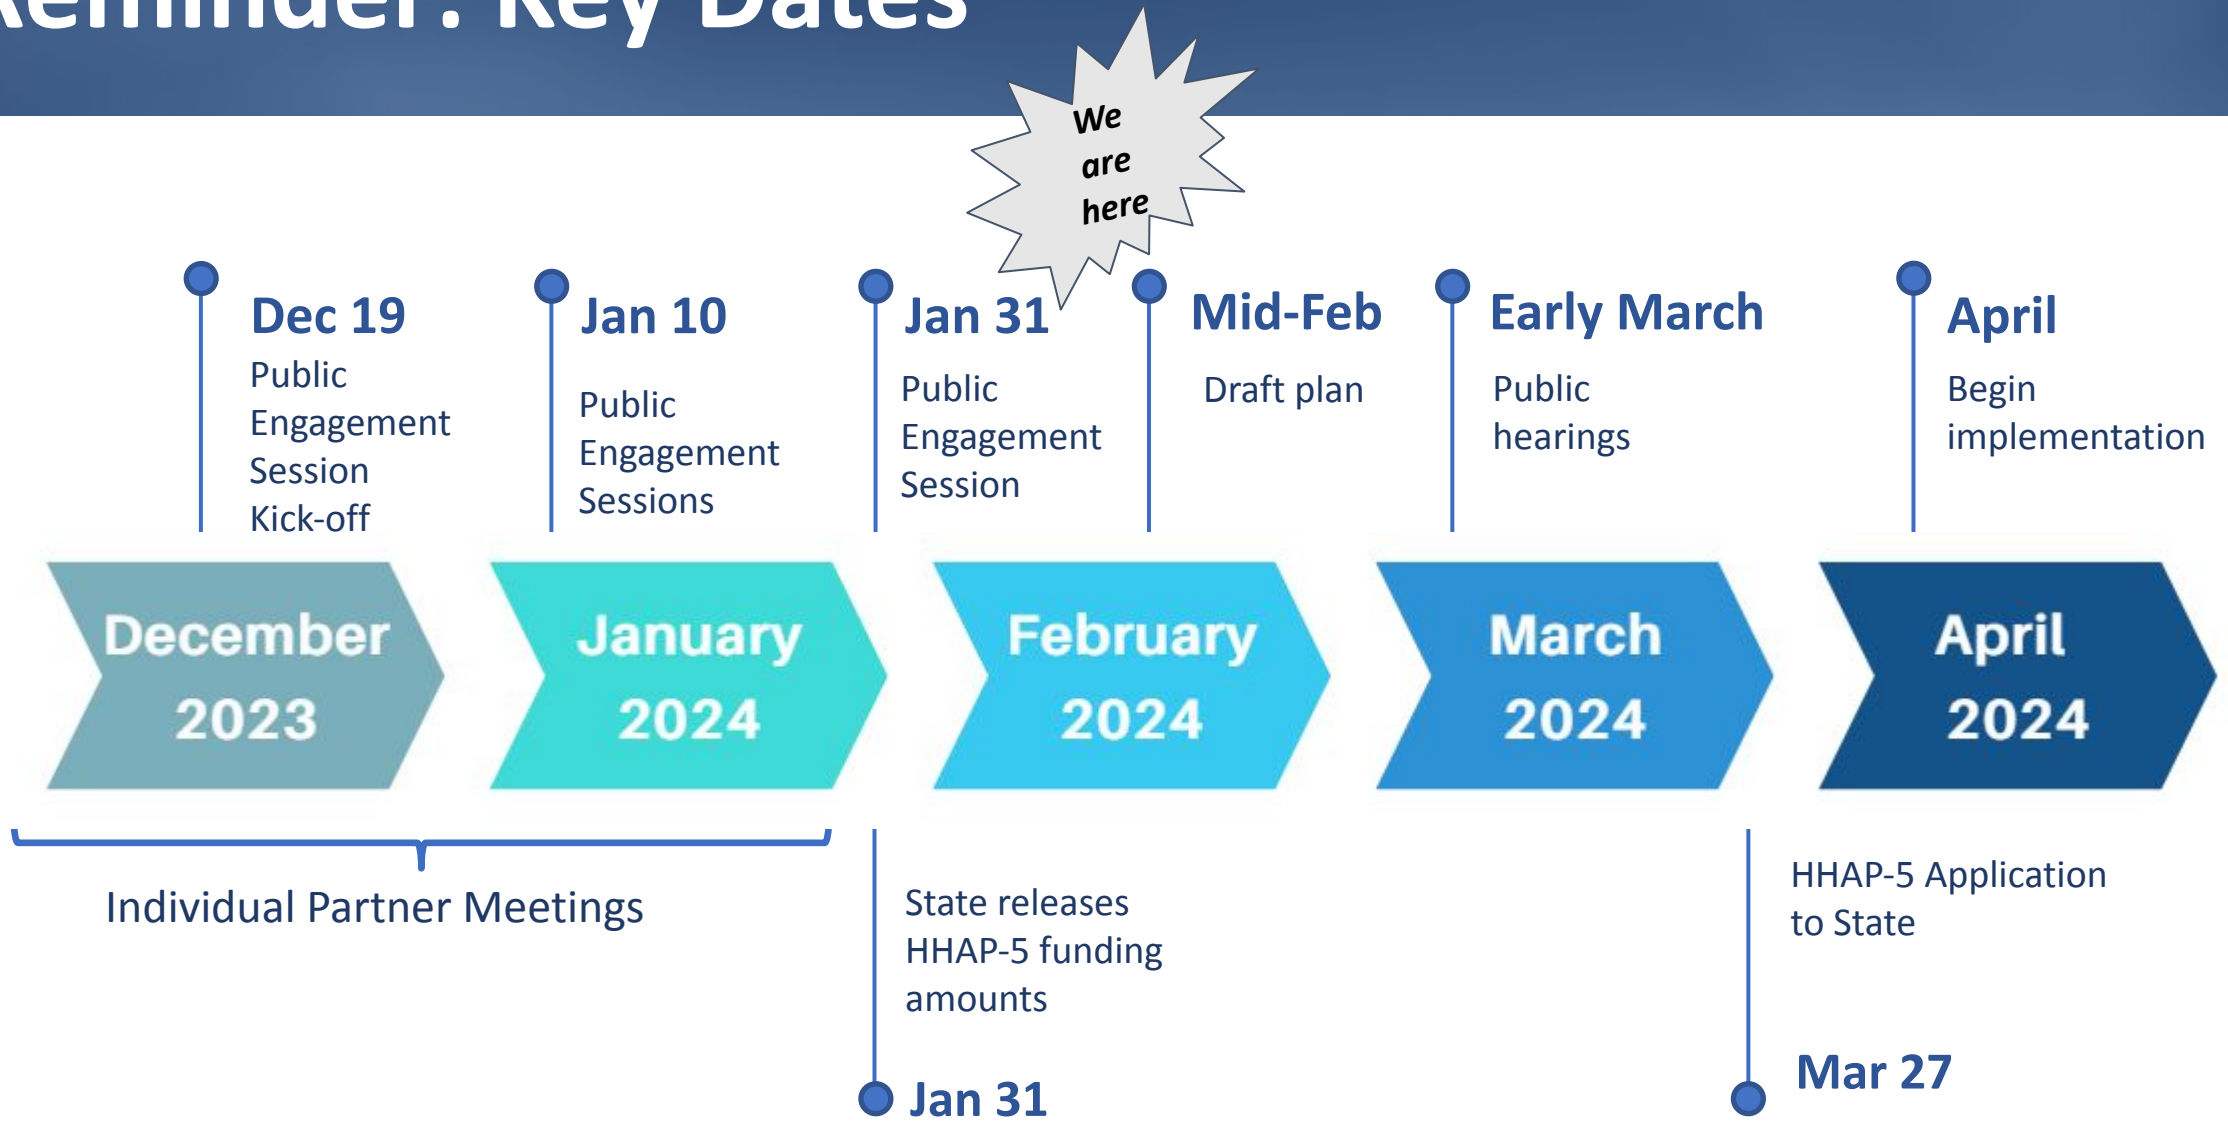 Reminder: Key Dates
We
are
here
Dec 19
Public
Engagement
Session
Kick-off
Jan 10
Public
Engagement
Sessions
Jan 31
Public
Engagement
Session
Mid-Feb
Draft plan
Early March
Public
hearings
April
Begin
implementation
December
2023
January
2024
February
2024
March
2024
April
2024
Individual Partner Meetings
State releases
HHAP-5 funding
amounts
Jan 31
HHAP-5 Application
to State
Mar 27